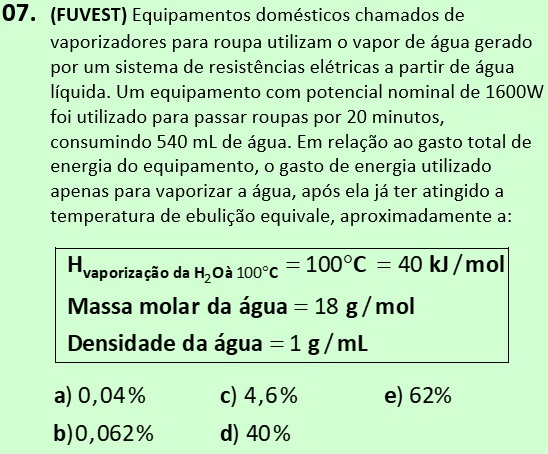 07. (FUVEST) Equipamentos domésticos chamados de
vaporizadores para roupa utilizam o vapor de água gerado
por um sistema de resistências elétricas a partir de água
líquida. Um equipamento com potencial nominal de 1600W
foi utilizado para passar roupas por 20 minutos,
consumindo 540 mL de água. Em relação ao gasto total de
energia do equipamento, o gasto de energia utilizado
apenas para vaporizar a água, após ela já ter atingido a
temperatura de ebulição equivale, aproximadamente a:
H vaporização da H₂Oà 100°C = 100°C = 40 kJ/mol
Massa molar da água = 18 g/mol
Densidade da água = 1 g/mL
a) 0,04% c) 4,6% e) 62%
b)0,062% d) 40%